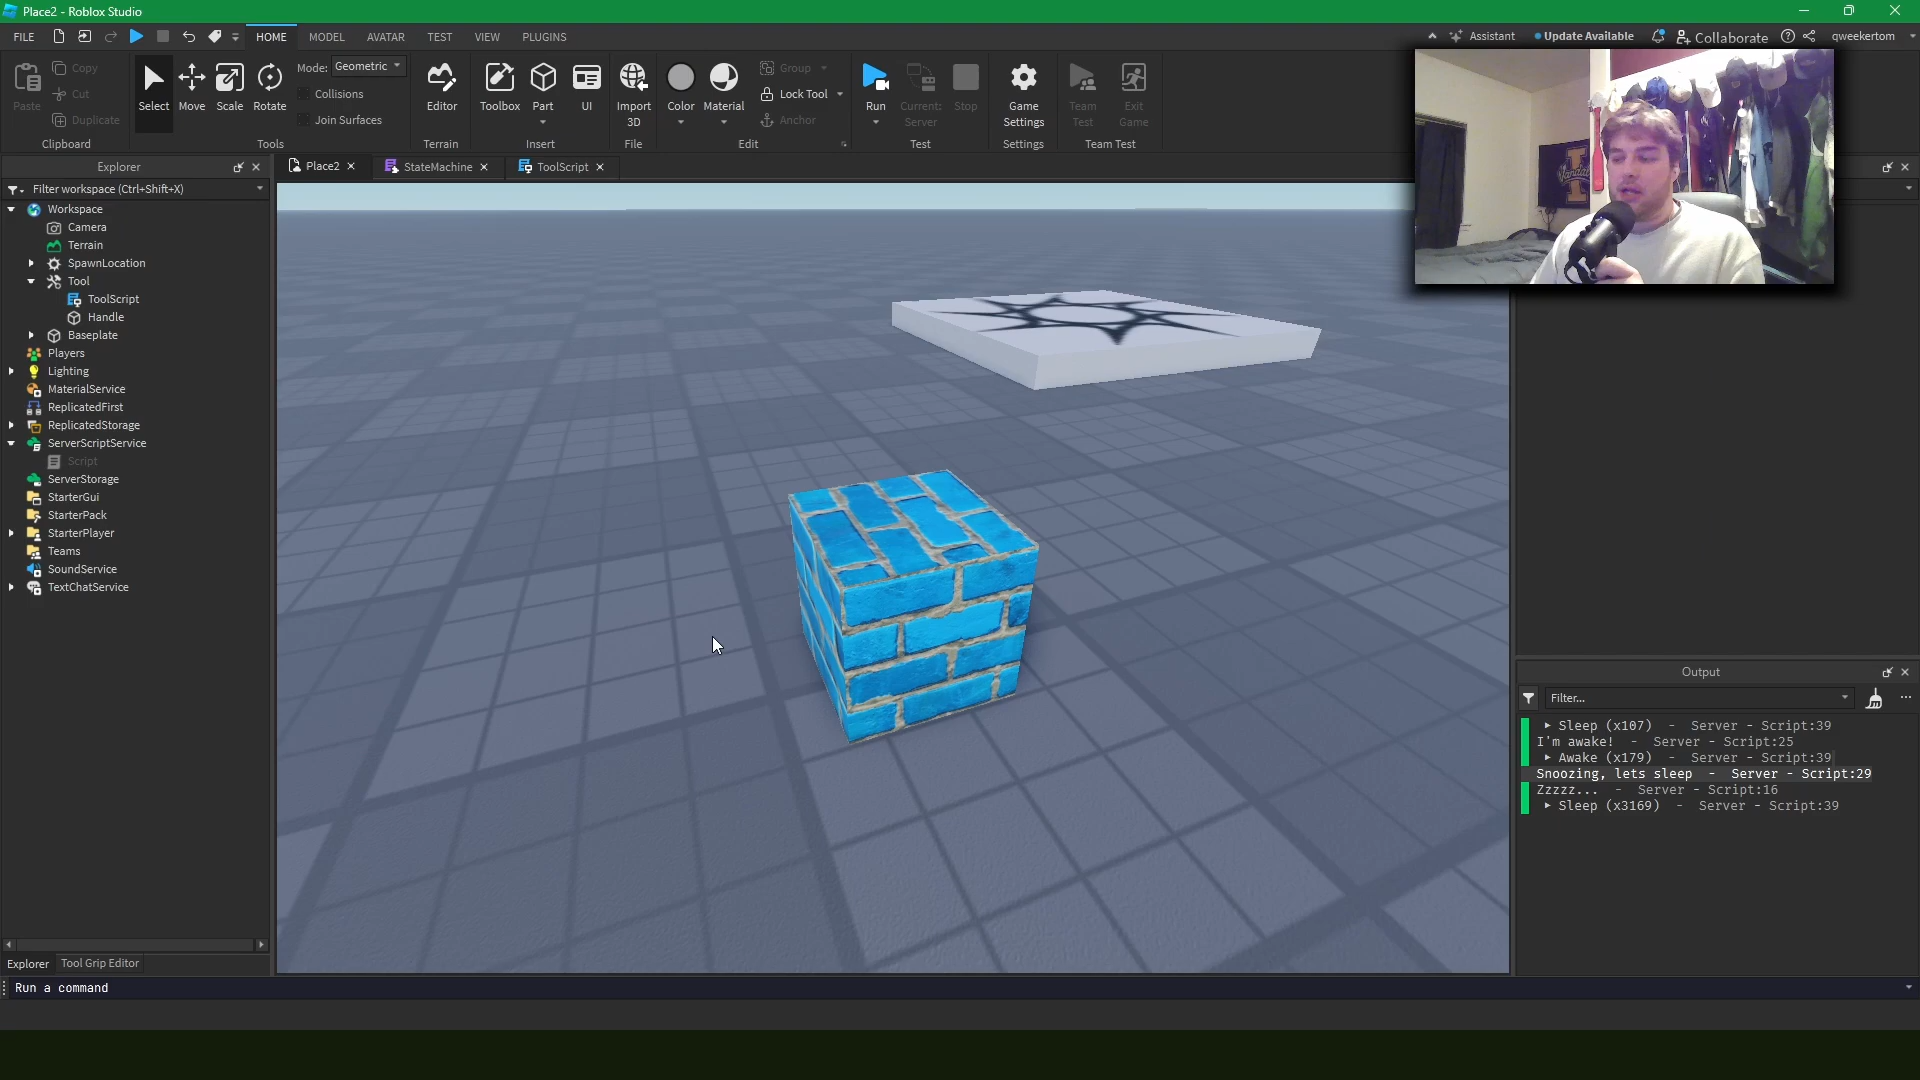 Place2 - Roblox Studio
FILE HOME MODEL AVATAR TEST VIEW PLUGINS Assistant Update Available Collaborate qweekertom
Paste Copy Cut Duplicate Clipboard
Select Move Scale Rotate Mode: Geometric Collisions Join Surfaces Tools
Editor Terrain
Toolbox Part UI Insert
Import 3D File
Color Material Group Lock Tool Anchor Edit
Run Current: Server Stop Test
Game Settings Settings
Team Test Exit Game Team Test
Explorer
Place2 StateMachine ToolScript
Filter workspace (Ctrl+Shift+X)
Workspace
Camera
Terrain
SpawnLocation
Tool
ToolScript
Handle
Baseplate
Players
Lighting
MaterialService
ReplicatedFirst
ReplicatedStorage
ServerScriptService
Script
ServerStorage
StarterGui
StarterPack
StarterPlayer
Teams
SoundService
TextChatService
Vandals
I
Output
Filter...
Sleep (x107) - Server - Script:39
I'm awake! - Server - Script:25
Awake (x179) - Server - Script:39
Snoozing, lets sleep - Server - Script:29
Zzzzz... - Server - Script:16
Sleep (x3169) - Server - Script:39
Explorer Tool Grip Editor
Run a command